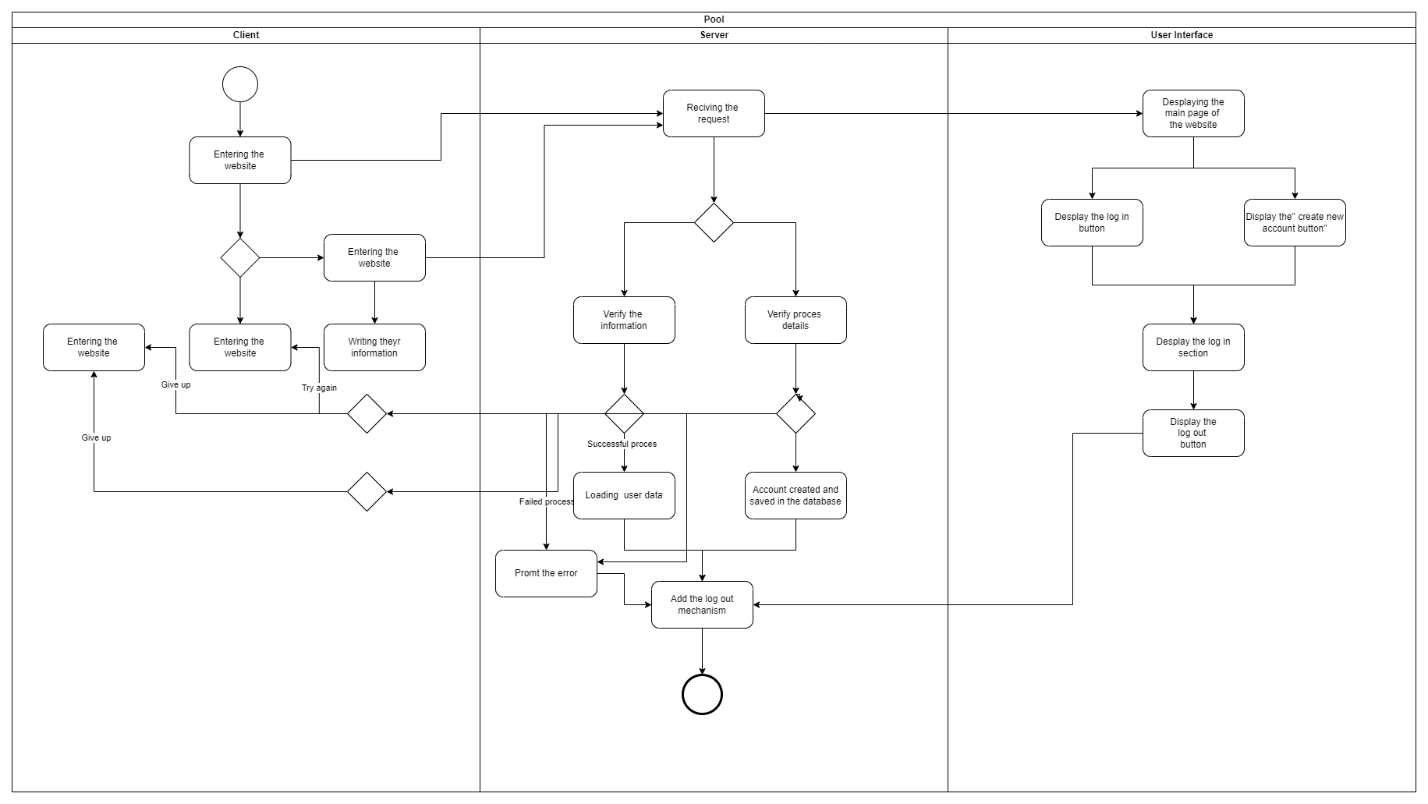 Pool
Client
Server
User Interface
Entering the
website
Entering the
website
Entering the
website
Entering the
website
Writing theyr
information
Give up
Try again
Give up
Reciving the
request
Verify the
information
Verify proces
details
Successful proces
Failed process
Loading user data
Account created and
saved in the database
Promt the error
Add the log out
mechanism
Desplaying the
main page of
the website
Desplay the log in
button
Display the" create new
account button"
Desplay the log in
section
Display the
log out
button